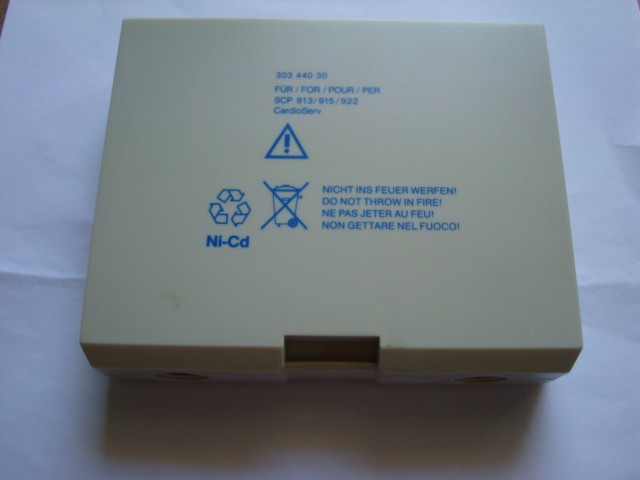 303 440 30
FÜR / FOR / POUR / PER
SCP 913/915/922
CardioServ
NICHT INS FEUER WERFEN!
DO NOT THROW IN FIRE!
NE PAS JETER AU FEU!
NON GETTARE NEL FUOCO!
Ni-Cd